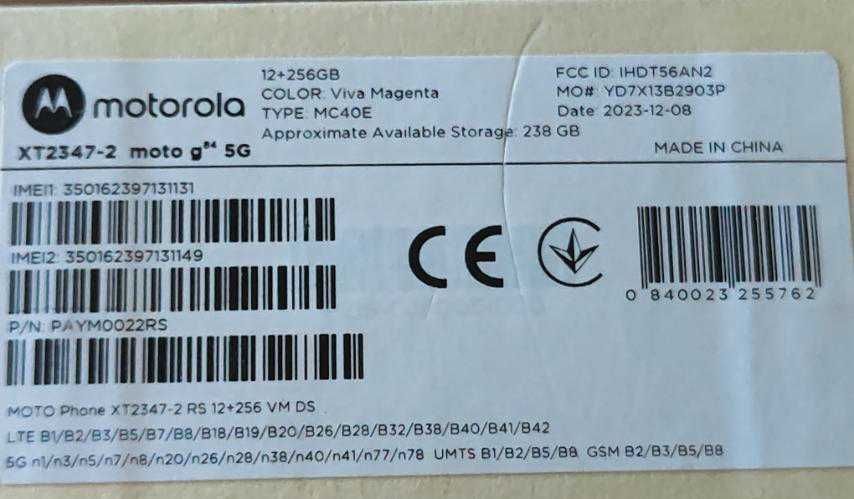 motorola
XT2347-2 moto g⁸⁴ 5G
12+256GB
COLOR: Viva Magenta
TYPE: MC40E
Approximate Available Storage: 238 GB
FCC ID: IHDT56AN2
MO#: YD7X13B2903P
Date: 2023-12-08
MADE IN CHINA
IMEI1: 350162397131131
IMEI2: 350162397131149
P/N: PAYM0022RS
CE
0 840023 255762
MOTO Phone XT2347-2 RS 12+256 VM DS
LTE B1/B2/B3/B5/B7/B8/B18/B19/B20/B26/B28/B32/B38/B40/B41/B42
5G n1/n3/n5/n7/n8/n20/n26/n28/n38/n40/n41/n77/n78 UMTS B1/B2/B5/B8 GSM B2/B3/B5/B8